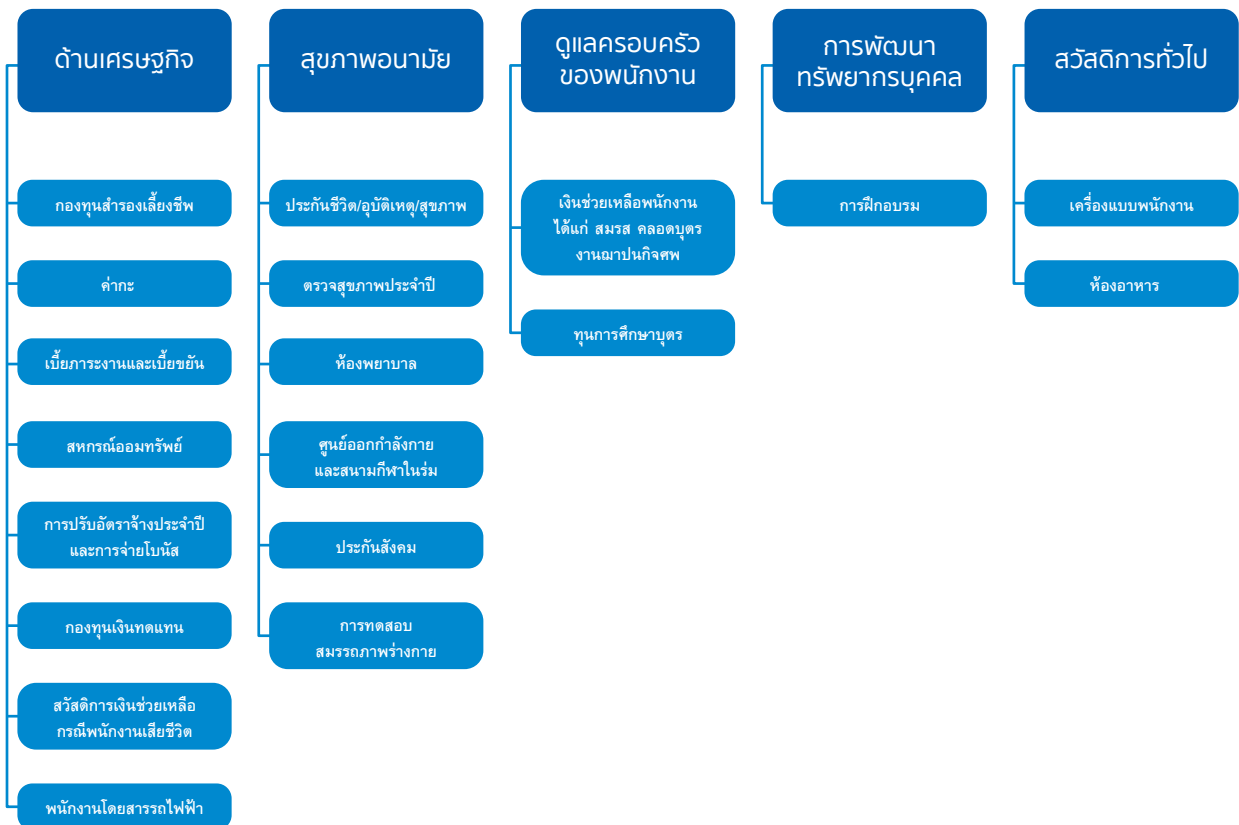 ด้านเศรษฐกิจ
กองทุนสำรองเลี้ยงชีพ
ค่ากะ
เบี้ยภาระงานและเบี้ยขยัน
สหกรณ์ออมทรัพย์
การปรับอัตราจ้างประจำปี
และการจ่ายโบนัส
กองทุนเงินทดแทน
สวัสดิการเงินช่วยเหลือ
กรณีพนักงานเสียชีวิต
พนักงานโดยสารรถไฟฟ้า
สุขภาพอนามัย
ประกันชีวิต/อุบัติเหตุ/สุขภาพ
ตรวจสุขภาพประจำปี
ห้องพยาบาล
ศูนย์ออกกำลังกาย
และสนามกีฬาในร่ม
ประกันสังคม
การทดสอบ
สมรรถภาพร่างกาย
ดูแลครอบครัว
ของพนักงาน
เงินช่วยเหลือพนักงาน
ได้แก่ สมรส คลอดบุตร
งานฌาปนกิจศพ
ทุนการศึกษาบุตร
การพัฒนา
ทรัพยากรบุคคล
การฝึกอบรม
สวัสดิการทั่วไป
เครื่องแบบพนักงาน
ห้องอาหาร